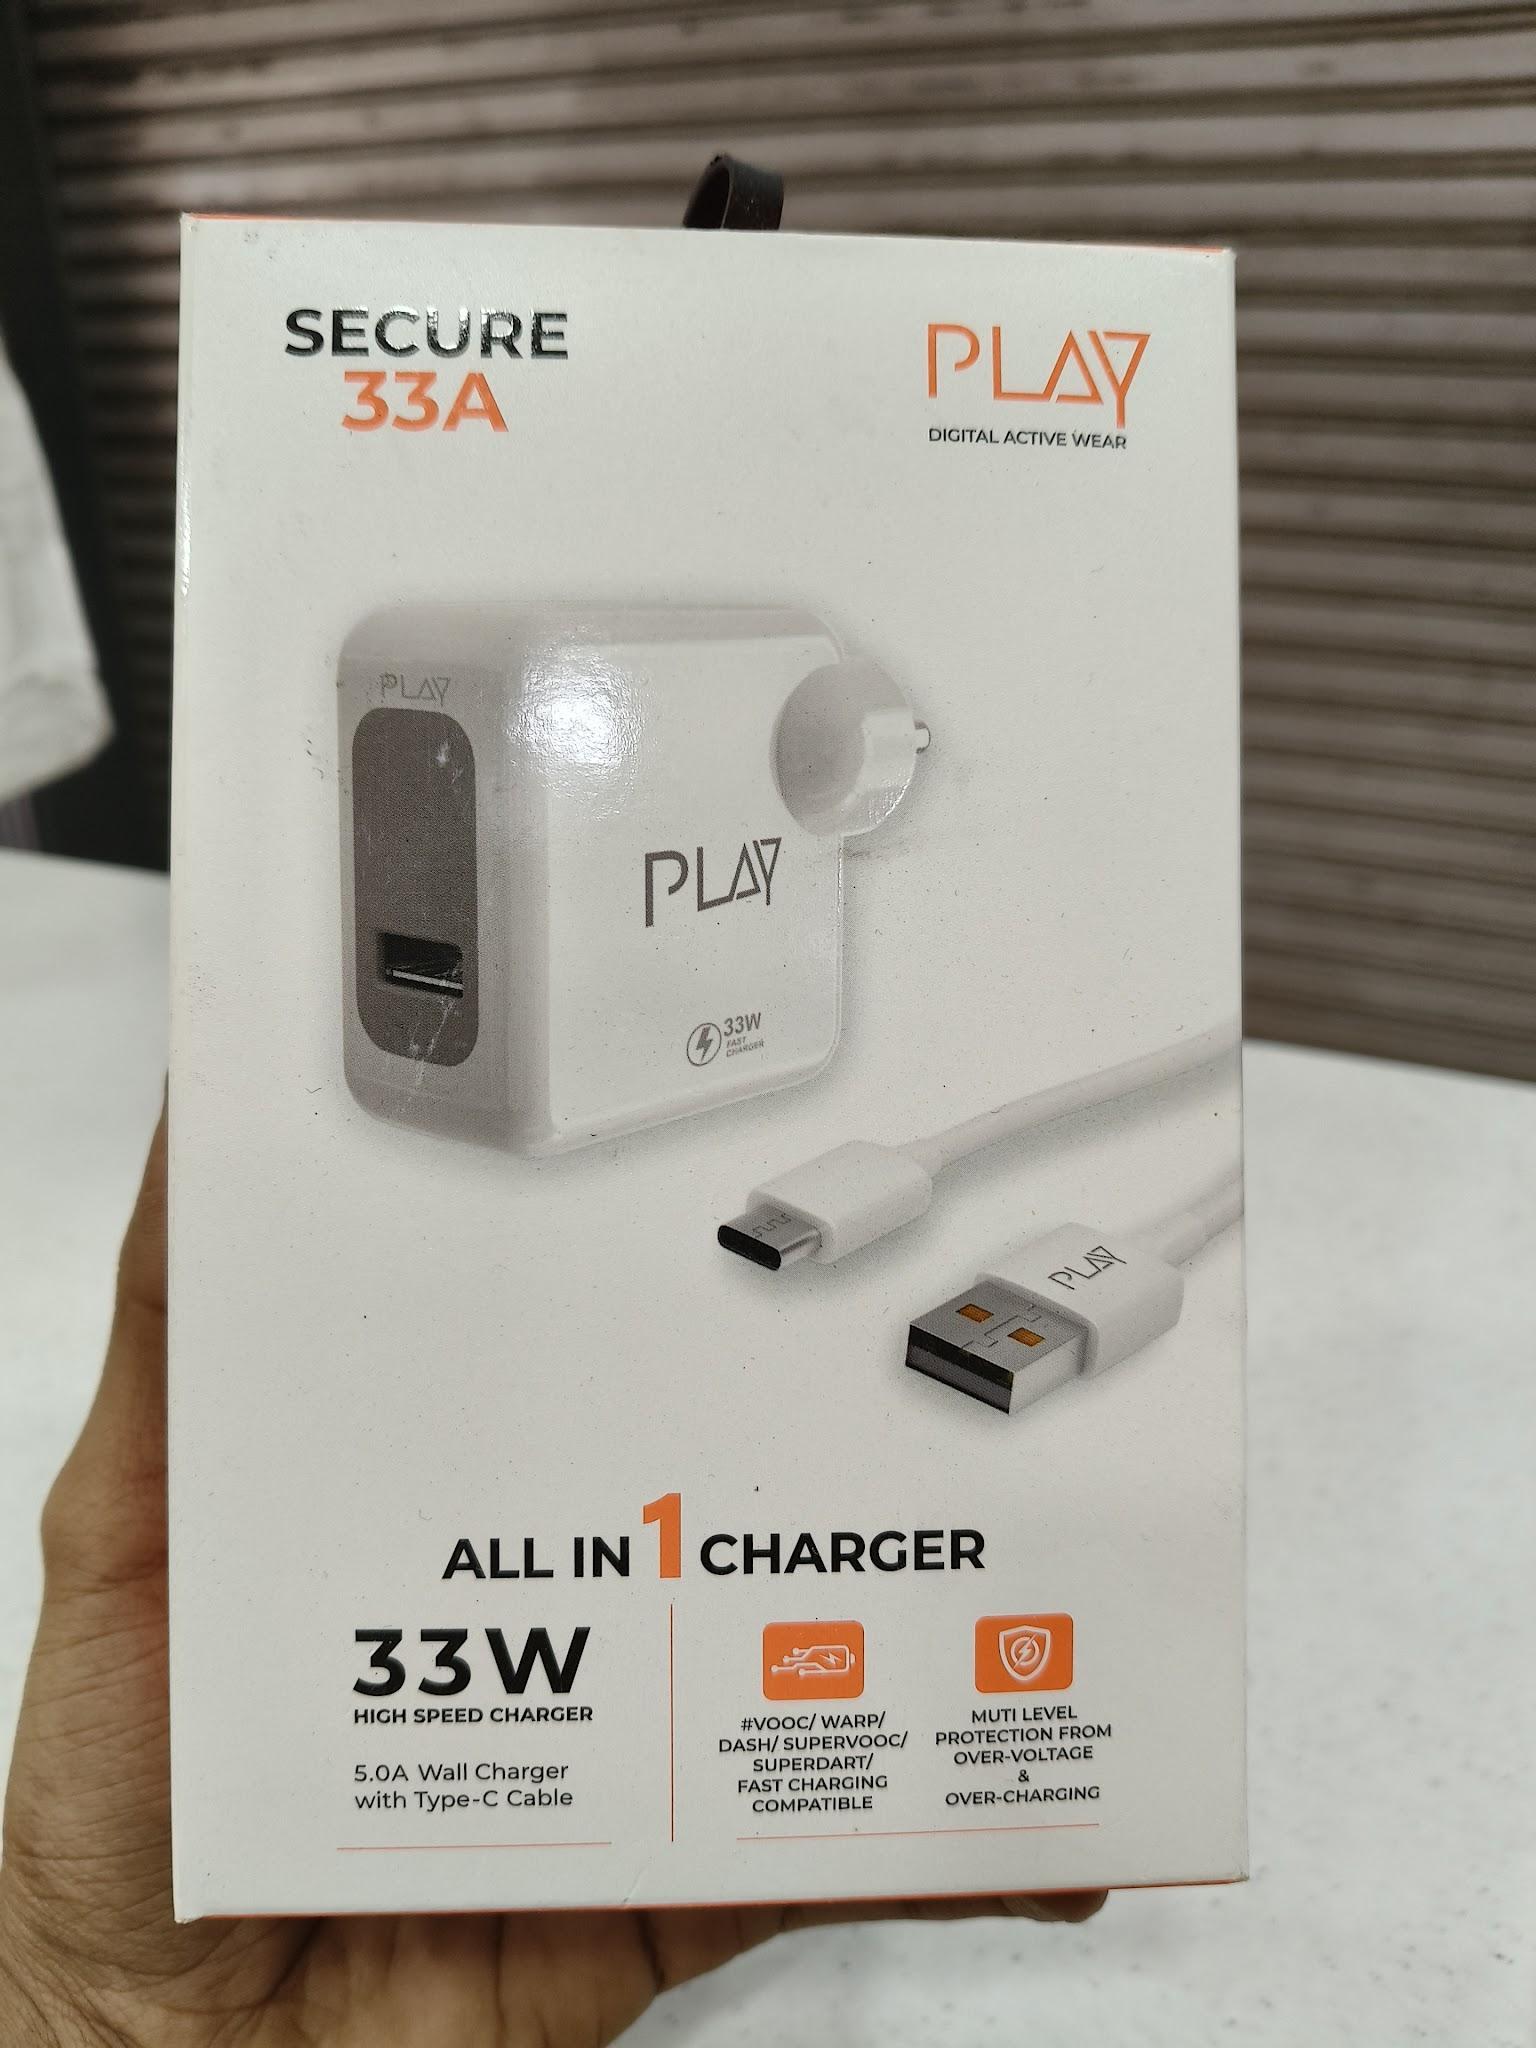 SECURE
33A
PLAY
DIGITAL ACTIVE WEAR
PLAY
PLAY
33W
FAST
CHARGER
PLAY
ALL IN 1 CHARGER
33W
HIGH SPEED CHARGER
5.0A Wall Charger
with Type-C Cable
#VOOC/ WARP/
DASH/ SUPERVOOC/
SUPERDART/
FAST CHARGING
COMPATIBLE
MUTI LEVEL
PROTECTION FROM
OVER-VOLTAGE
&
OVER-CHARGING